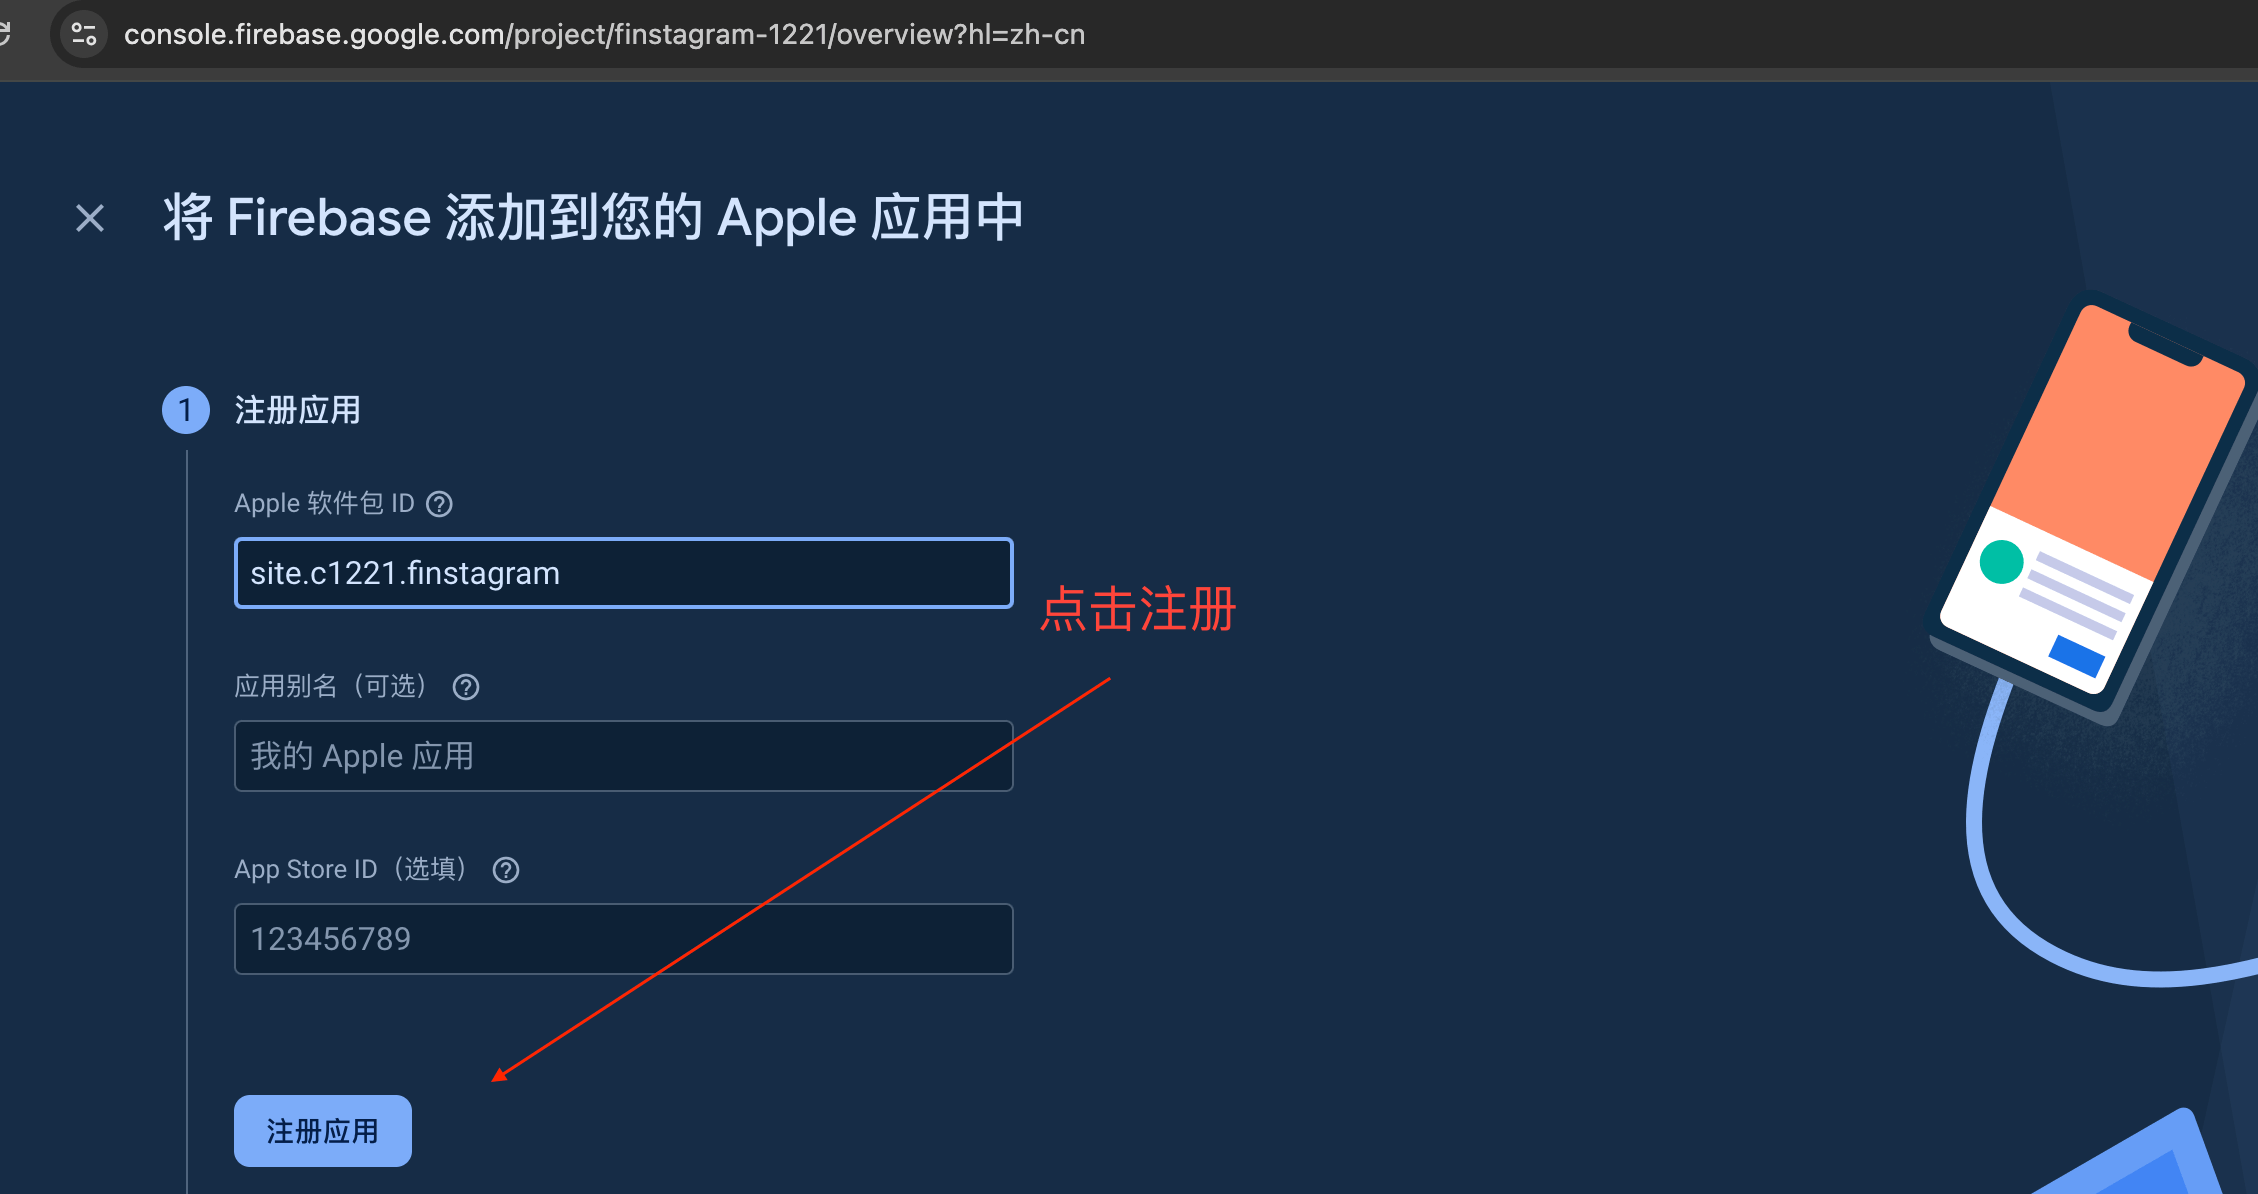 console.firebase.google.com/project/finstagram-1221/overview?hl=zh-cn
将 Firebase 添加到您的 Apple 应用中
1 注册应用
Apple 软件包 ID ?
site.c1221.finstagram
点击注册
应用别名（可选） ?
我的 Apple 应用
App Store ID（选填） ?
123456789
注册应用